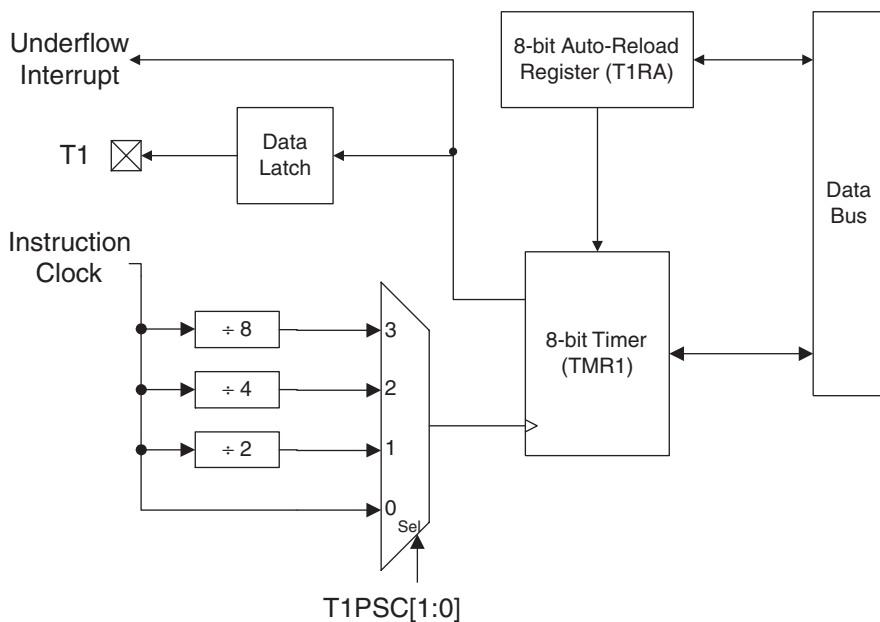 Underflow
Interrupt
8-bit Auto-Reload
Register (T1RA)
T1
Data
Latch
Data
Bus
Instruction
Clock
÷ 8
3
8-bit Timer
(TMR1)
÷ 4
2
÷ 2
1
0
Sel
T1PSC[1:0]